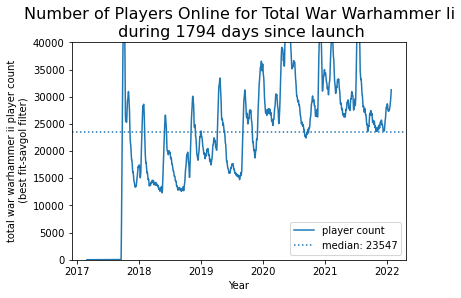 Number of Players Online for Total War Warhammer Ii
during 1794 days since launch
total war warhammer ii player count
(best fit-savgol filter)
40000
35000
30000
25000
20000
15000
10000
5000
0
2017
2018
2019
2020
2021
2022
Year
player count
median: 23547